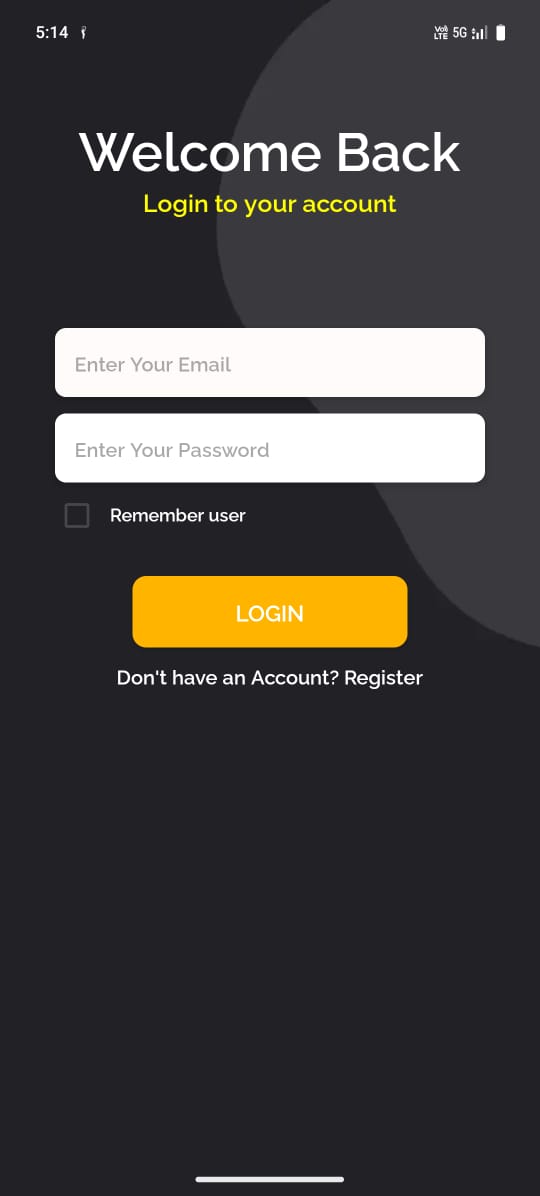 5:14 Vo) LTE 5G
Welcome Back
Login to your account
Enter Your Email
Enter Your Password
Remember user
LOGIN
Don't have an Account? Register